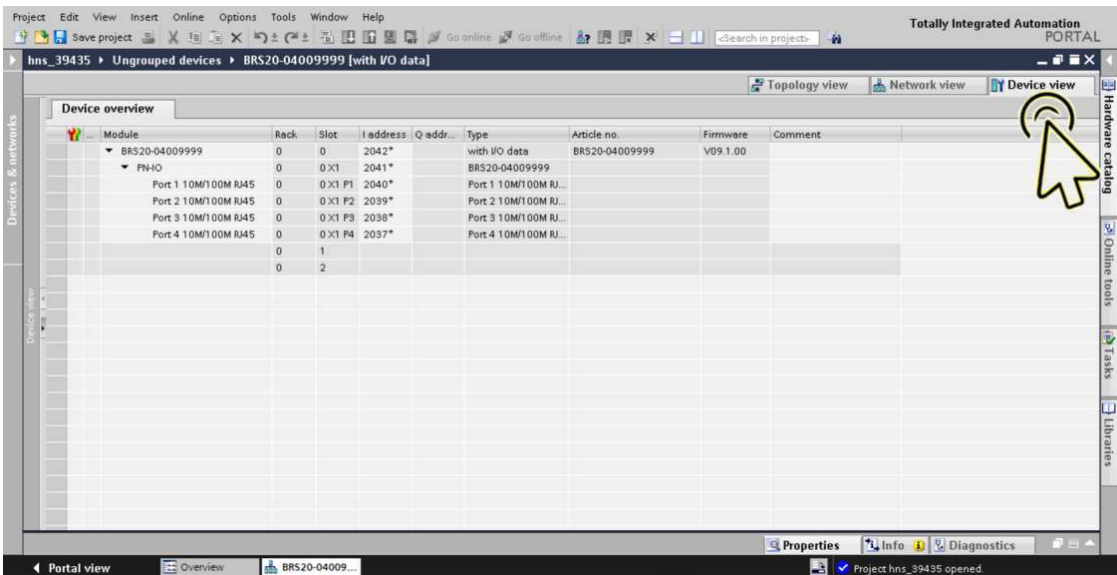 Project Edit View Insert Online Options Tools Window Help
Totally Integrated Automation
PORTAL
Save project Go online Go offline <Search in project>
hns_39435 ▸ Ungrouped devices ▸ BRS20-04009999 [with I/O data]
Topology view Network view Device view
Device overview
... Module Rack Slot I address Q addr... Type Article no. Firmware Comment
BRS20-04009999 0 0 2042* with I/O data BRS20-04009999 V09.1.00
PN-IO 0 0 X1 2041* BRS20-04009999
Port 1 10M/100M RJ45 0 0 X1 P1 2040* Port 1 10M/100M RJ...
Port 2 10M/100M RJ45 0 0 X1 P2 2039* Port 2 10M/100M RJ...
Port 3 10M/100M RJ45 0 0 X1 P3 2038* Port 3 10M/100M RJ...
Port 4 10M/100M RJ45 0 0 X1 P4 2037* Port 4 10M/100M RJ...
0 1
0 2
Devices & networks
Device view
Hardware catalog
Online tools
Tasks
Libraries
Properties Info Diagnostics
Portal view Overview BRS20-04009... Project hns_39435 opened.